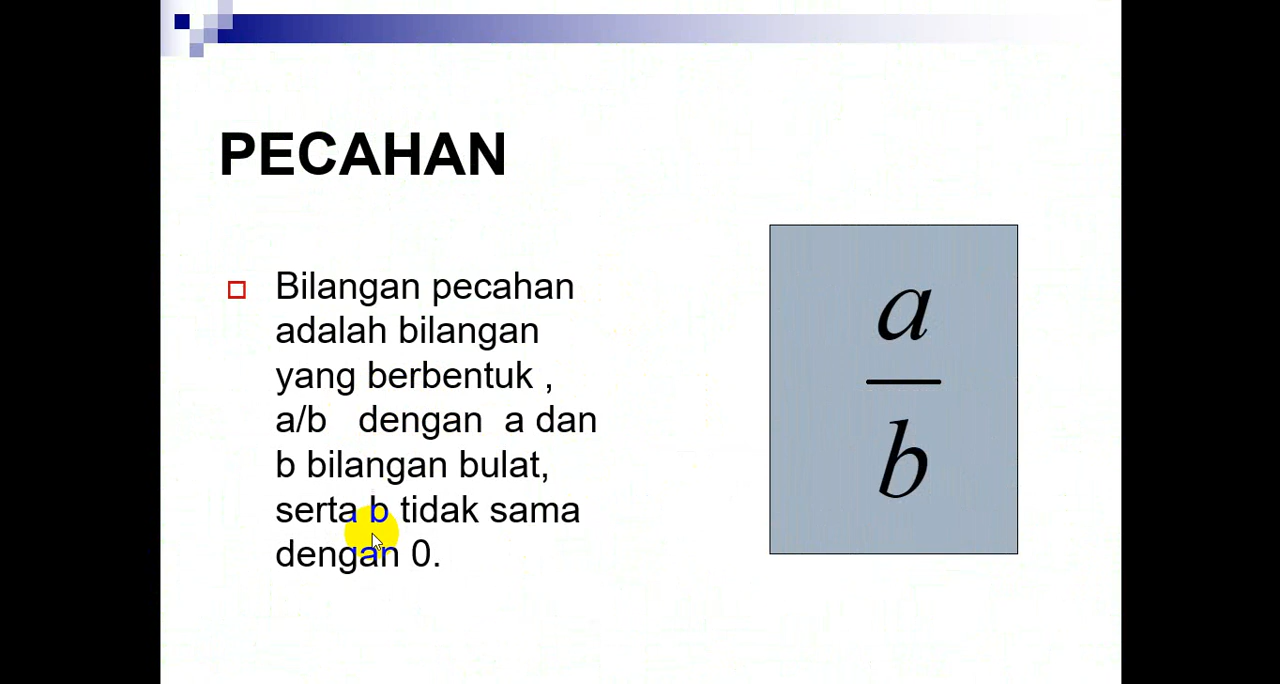 PECAHAN
Bilangan pecahan
adalah bilangan
yang berbentuk ,
a/b dengan a dan
b bilangan bulat,
serta b tidak sama
dengan 0.
a
b